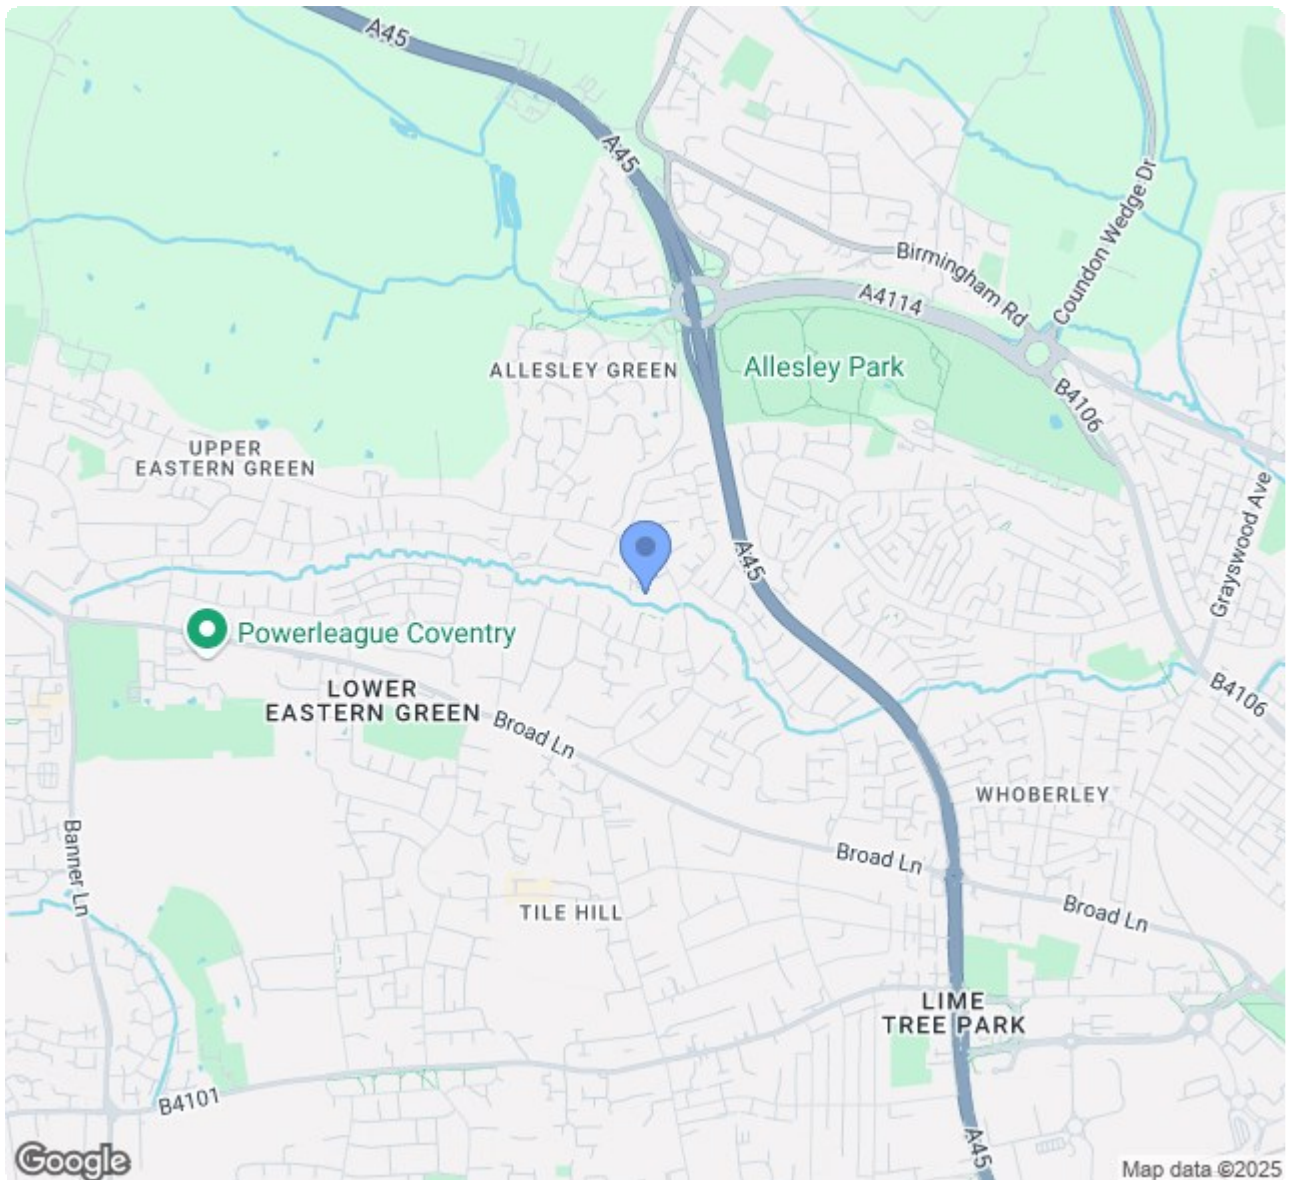 A45
A45
Birmingham Rd
Coundon Wedge Dr
A4114
ALLESLEY GREEN
Allesley Park
B4106
UPPER
EASTERN GREEN
Grayswood Ave
A45
Powerleague Coventry
LOWER
EASTERN GREEN
B4106
Broad Ln
WHOBERLEY
Banner Ln
Broad Ln
TILE HILL
Broad Ln
LIME
TREE PARK
B4101
A45
Google
Map data ©2025